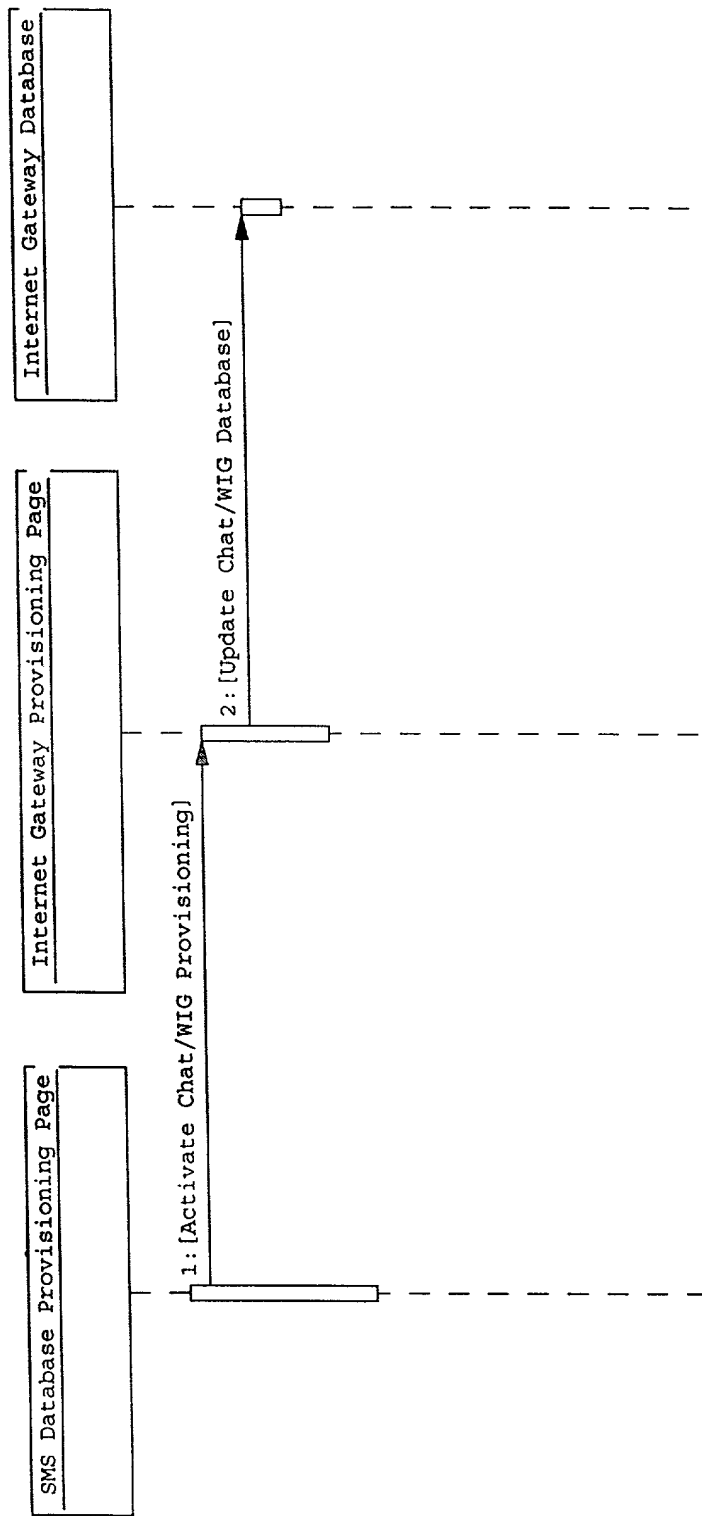 SMS Database Provisioning Page
Internet Gateway Provisioning Page
Internet Gateway Database
1:[Activate Chat/WIG Provisioning]
2:[Update Chat/WIG Database]